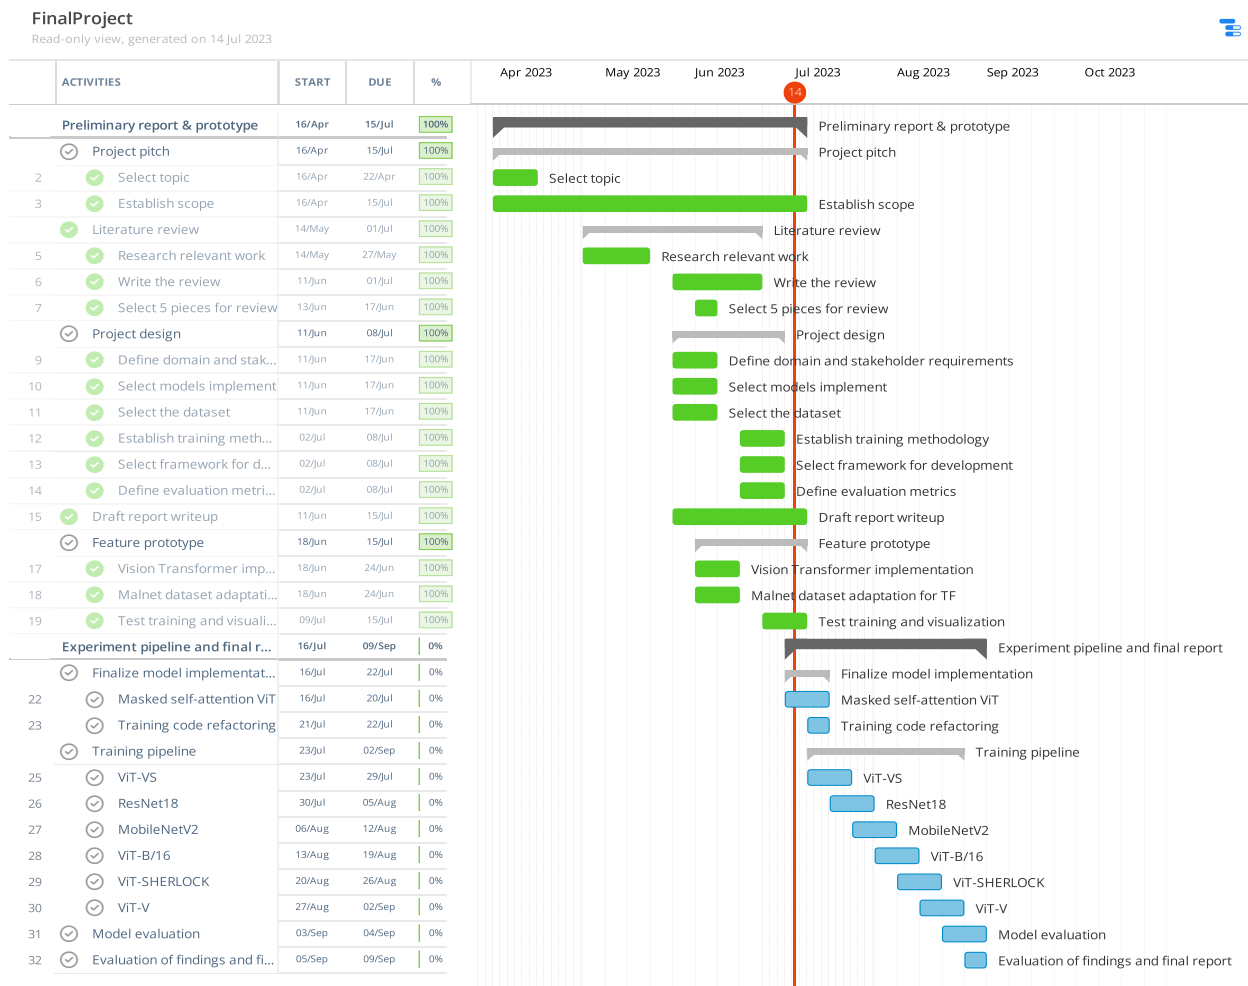 FinalProject
Read-only view, generated on 14 Jul 2023
ACTIVITIES START DUE % Apr 2023 May 2023 Jun 2023 Jul 2023 Aug 2023 Sep 2023 Oct 2023
14
Preliminary report & prototype 16/Apr 15/Jul 100% Preliminary report & prototype
Project pitch 16/Apr 15/Jul 100% Project pitch
2 Select topic 16/Apr 22/Apr 100% Select topic
3 Establish scope 16/Apr 15/Jul 100% Establish scope
Literature review 14/May 01/Jul 100% Literature review
5 Research relevant work 14/May 27/May 100% Research relevant work
6 Write the review 11/Jun 01/Jul 100% Write the review
7 Select 5 pieces for review 13/Jun 17/Jun 100% Select 5 pieces for review
Project design 11/Jun 08/Jul 100% Project design
9 Define domain and stak... 11/Jun 17/Jun 100% Define domain and stakeholder requirements
10 Select models implement 11/Jun 17/Jun 100% Select models implement
11 Select the dataset 11/Jun 17/Jun 100% Select the dataset
12 Establish training meth... 02/Jul 08/Jul 100% Establish training methodology
13 Select framework for d... 02/Jul 08/Jul 100% Select framework for development
14 Define evaluation metri... 02/Jul 08/Jul 100% Define evaluation metrics
15 Draft report writeup 11/Jun 15/Jul 100% Draft report writeup
Feature prototype 18/Jun 15/Jul 100% Feature prototype
17 Vision Transformer imp... 18/Jun 24/Jun 100% Vision Transformer implementation
18 Malnet dataset adaptati... 18/Jun 24/Jun 100% Malnet dataset adaptation for TF
19 Test training and visuali... 09/Jul 15/Jul 100% Test training and visualization
Experiment pipeline and final r... 16/Jul 09/Sep 0% Experiment pipeline and final report
Finalize model implementat... 16/Jul 22/Jul 0% Finalize model implementation
22 Masked self-attention ViT 16/Jul 20/Jul 0% Masked self-attention ViT
23 Training code refactoring 21/Jul 22/Jul 0% Training code refactoring
Training pipeline 23/Jul 02/Sep 0% Training pipeline
25 ViT-VS 23/Jul 29/Jul 0% ViT-VS
26 ResNet18 30/Jul 05/Aug 0% ResNet18
27 MobileNetV2 06/Aug 12/Aug 0% MobileNetV2
28 ViT-B/16 13/Aug 19/Aug 0% ViT-B/16
29 ViT-SHERLOCK 20/Aug 26/Aug 0% ViT-SHERLOCK
30 ViT-V 27/Aug 02/Sep 0% ViT-V
31 Model evaluation 03/Sep 04/Sep 0% Model evaluation
32 Evaluation of findings and fi... 05/Sep 09/Sep 0% Evaluation of findings and final report